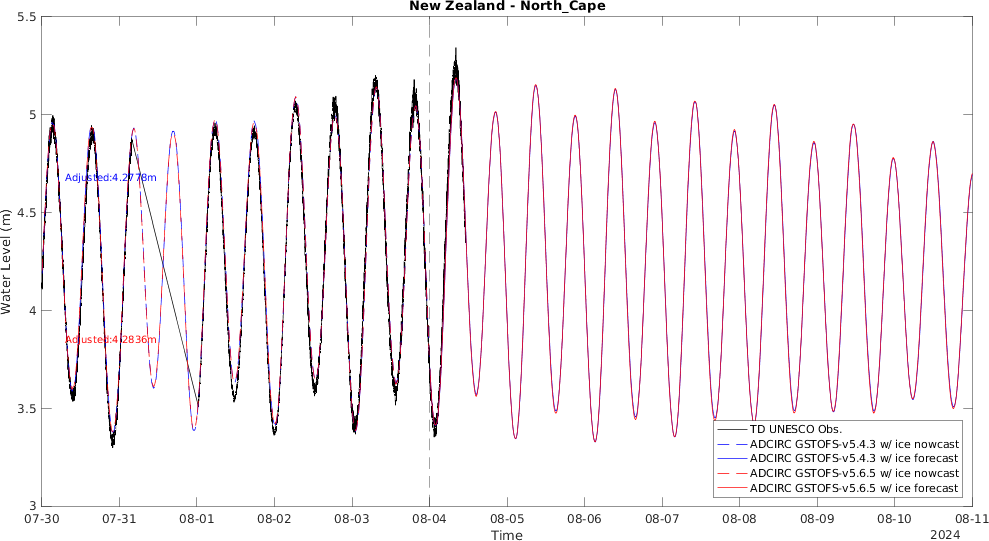 New Zealand - North_Cape
5.5
5
4.5
4
3.5
3
Water Level (m)
Adjusted:4.2778m
Adjusted:4.2836m
TD UNESCO Obs.
ADCIRC GSTOFS-v5.4.3 w/ ice nowcast
ADCIRC GSTOFS-v5.4.3 w/ ice forecast
ADCIRC GSTOFS-v5.6.5 w/ ice nowcast
ADCIRC GSTOFS-v5.6.5 w/ ice forecast
07-30 07-31 08-01 08-02 08-03 08-04 08-05 08-06 08-07 08-08 08-09 08-10 08-11
Time
2024